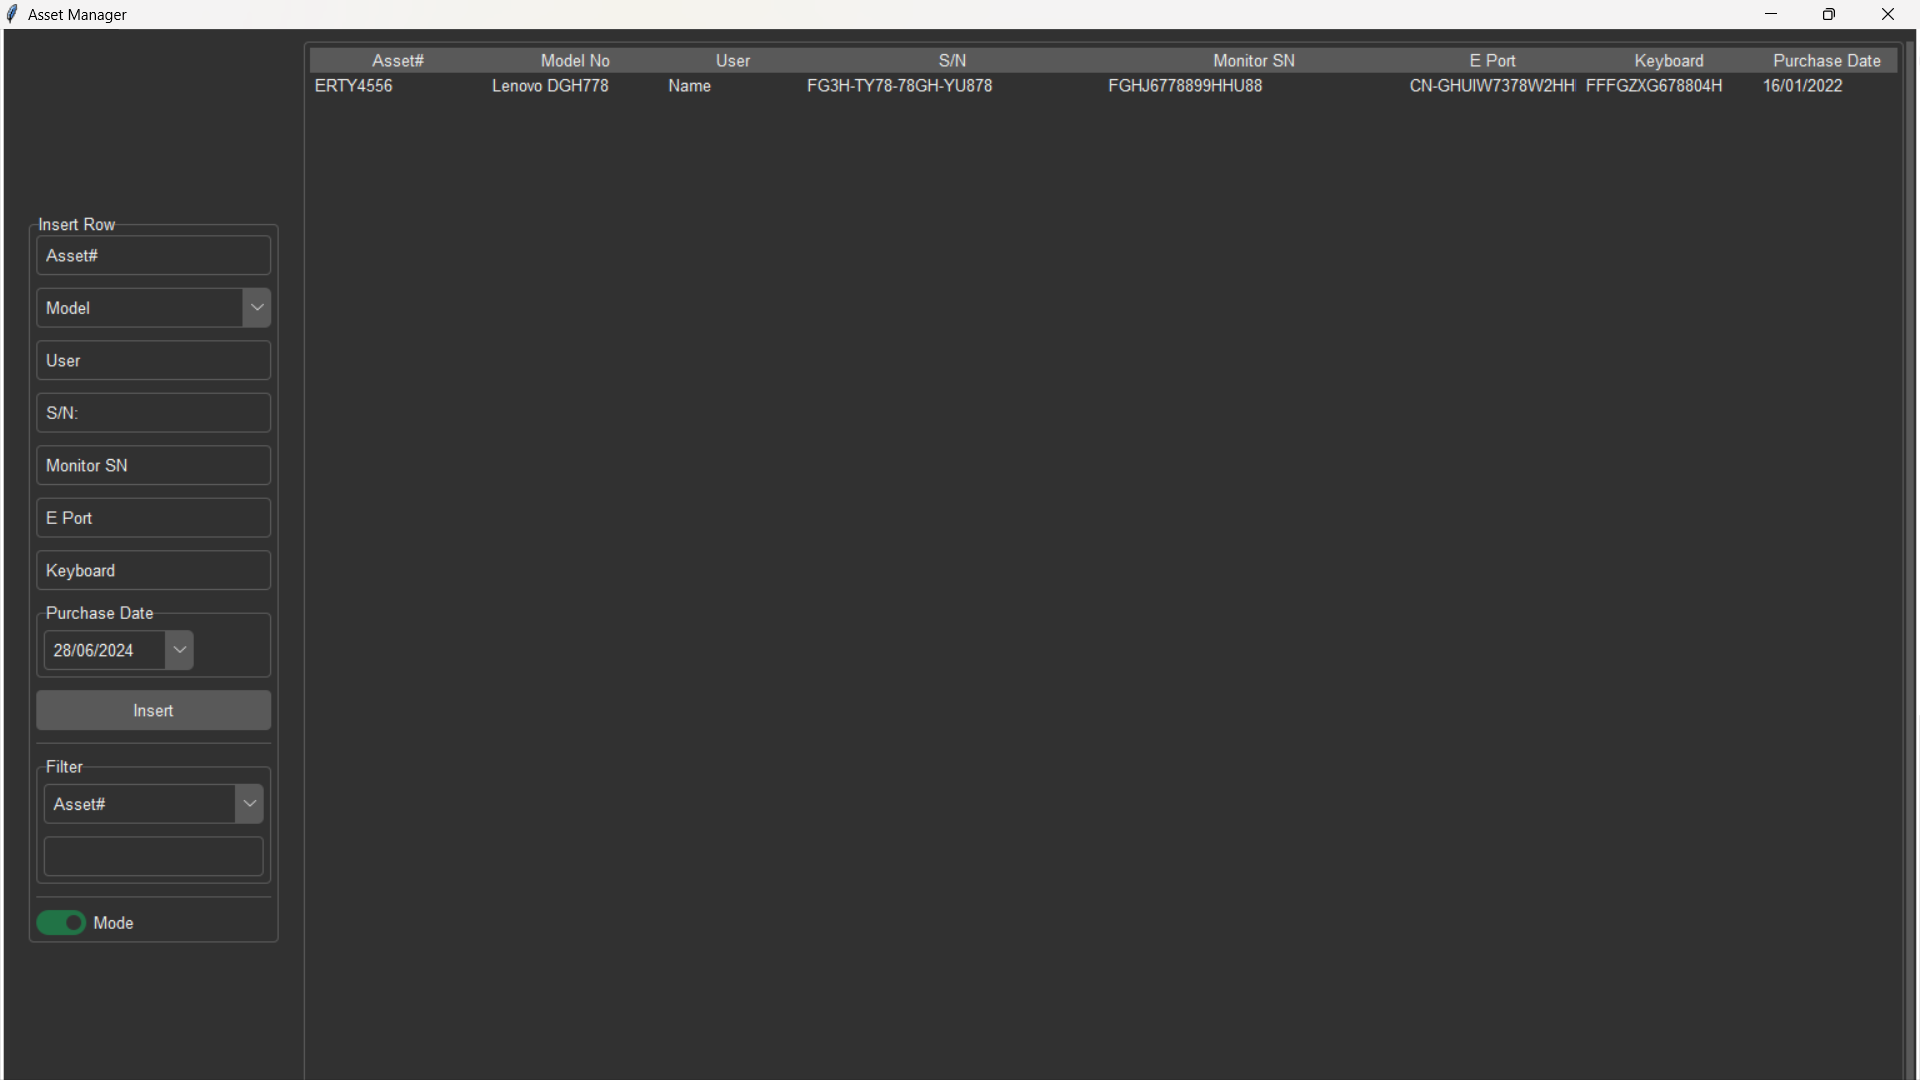 Asset Manager
Asset# Model No User S/N Monitor SN E Port Keyboard Purchase Date
ERTY4556 Lenovo DGH778 Name FG3H-TY78-78GH-YU878 FGHJ6778899HHU88 CN-GHUIW7378W2HH FFFGZXG678804H 16/01/2022
Insert Row
Asset#
Model
User
S/N:
Monitor SN
E Port
Keyboard
Purchase Date
28/06/2024
Insert
Filter
Asset#
Mode